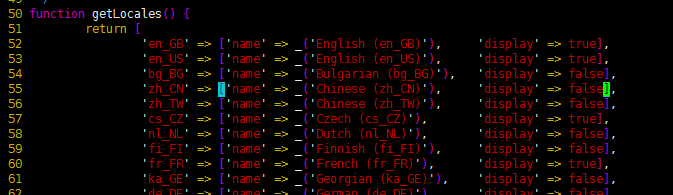 50 function getLocales() {
51 return [
52 'en_GB' => ['name' => _('English (en_GB)'), 'display' => true],
53 'en_US' => ['name' => _('English (en_US)'), 'display' => true],
54 'bg_BG' => ['name' => _('Bulgarian (bg_BG)'), 'display' => false],
55 'zh_CN' => ['name' => _('Chinese (zh_CN)'), 'display' => false],
56 'zh_TW' => ['name' => _('Chinese (zh_TW)'), 'display' => false],
57 'cs_CZ' => ['name' => _('Czech (cs_CZ)'), 'display' => true],
58 'nl_NL' => ['name' => _('Dutch (nl_NL)'), 'display' => false],
59 'fi_FI' => ['name' => _('Finnish (fi_FI)'), 'display' => false],
60 'fr_FR' => ['name' => _('French (fr_FR)'), 'display' => true],
61 'ka_GE' => ['name' => _('Georgian (ka_GE)'), 'display' => false],
62 'de_DE' => ['name' => _('German (de_DE)'), 'display' => false],